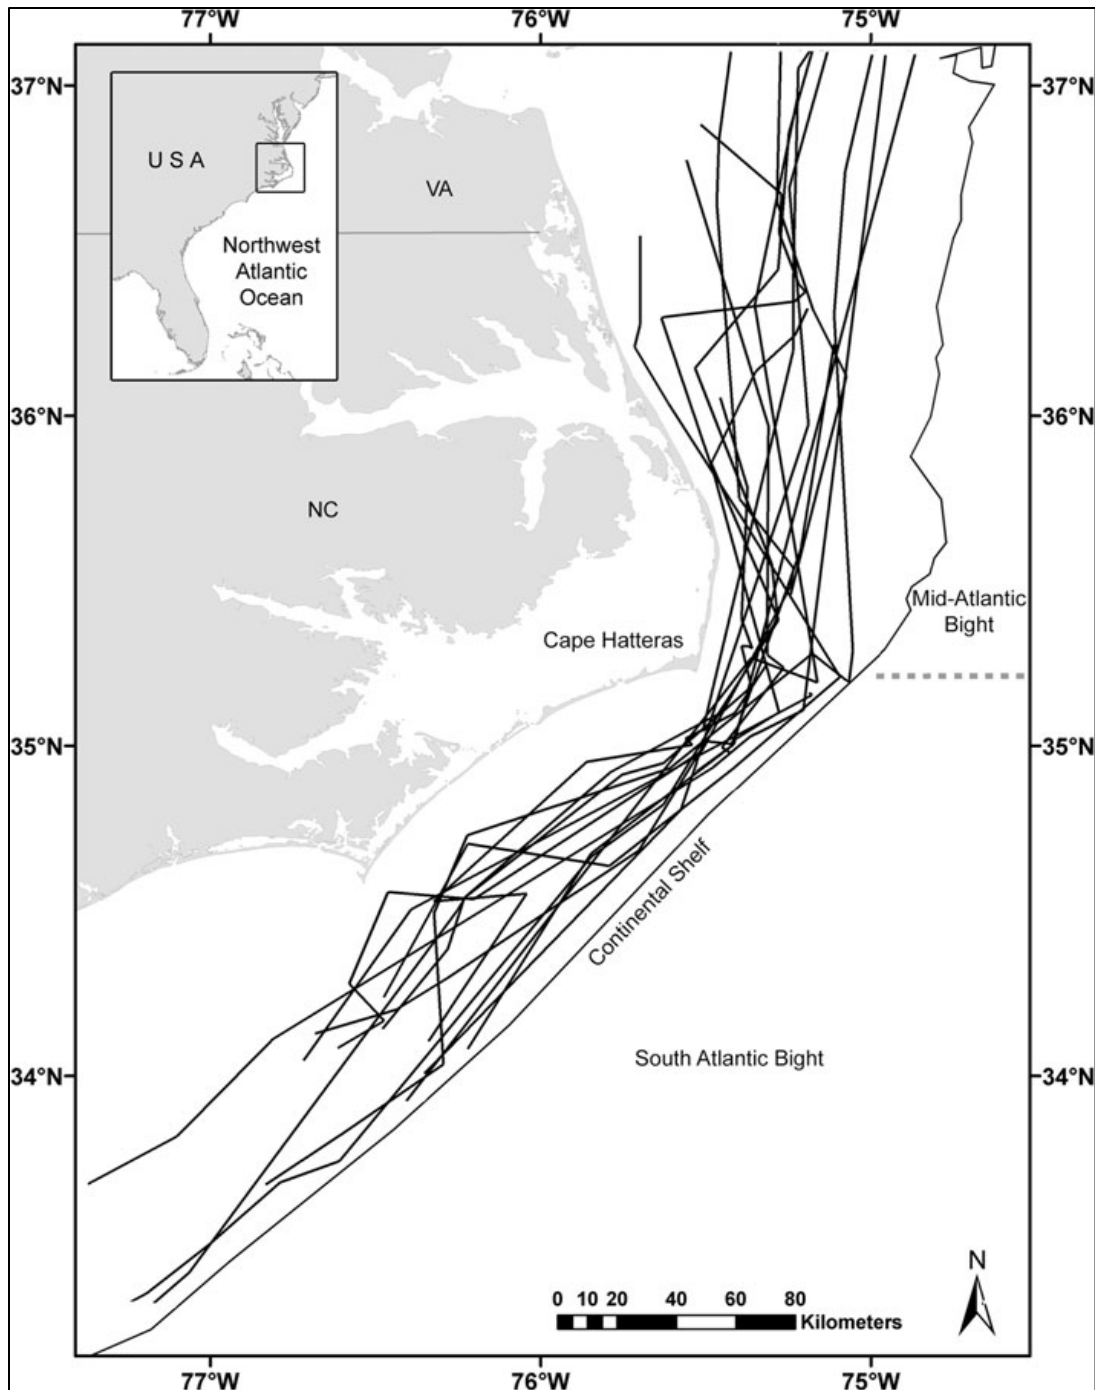 77°W 76°W 75°W
37°N 37°N
U S A
VA
Northwest
Atlantic
Ocean
36°N 36°N
NC
Mid-Atlantic
Bight
Cape Hatteras
35°N 35°N
Continental Shelf
South Atlantic Bight
34°N 34°N
N
0 10 20 40 60 80
Kilometers
77°W 76°W 75°W